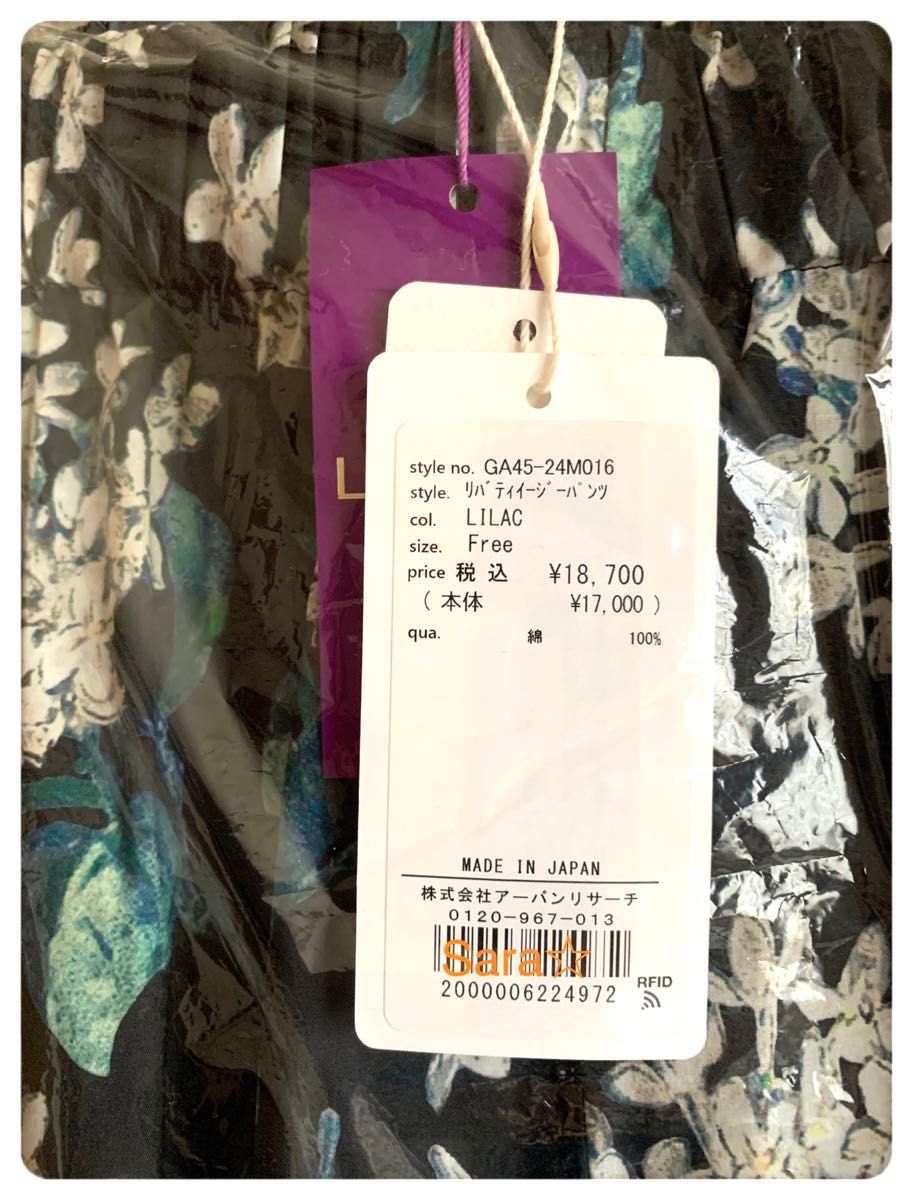 L
style no. GA45-24M016
style. ﾘﾊﾞﾃｨｲｰｼﾞｰﾊﾟﾝﾂ
col. LILAC
size. Free
price 税込 ¥18,700
( 本体 ¥17,000 )
qua. 綿 100%
MADE IN JAPAN
株式会社アーバンリサーチ
0120-967-013
Sara☆
2000006224972
RFID